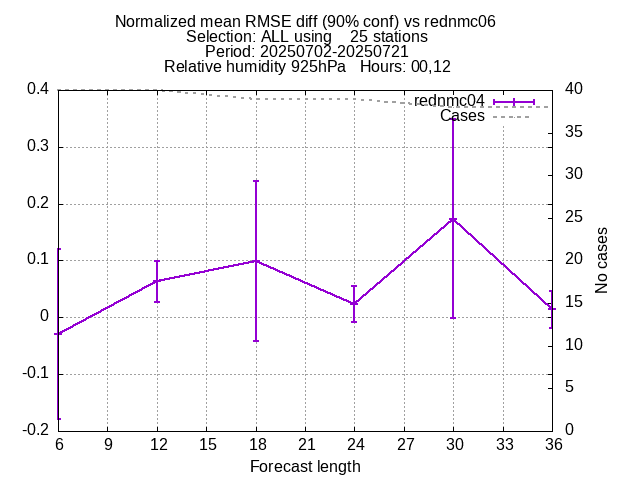 Normalized mean RMSE diff (90% conf) vs rednmc06
Selection: ALL using    25 stations
Period: 20250702-20250721
Relative humidity 925hPa   Hours: 00,12
rednmc04
Cases
0.4
0.3
0.2
0.1
0
-0.1
-0.2
40
35
30
25
20
15
10
5
0
No cases
6 9 12 15 18 21 24 27 30 33 36
Forecast length